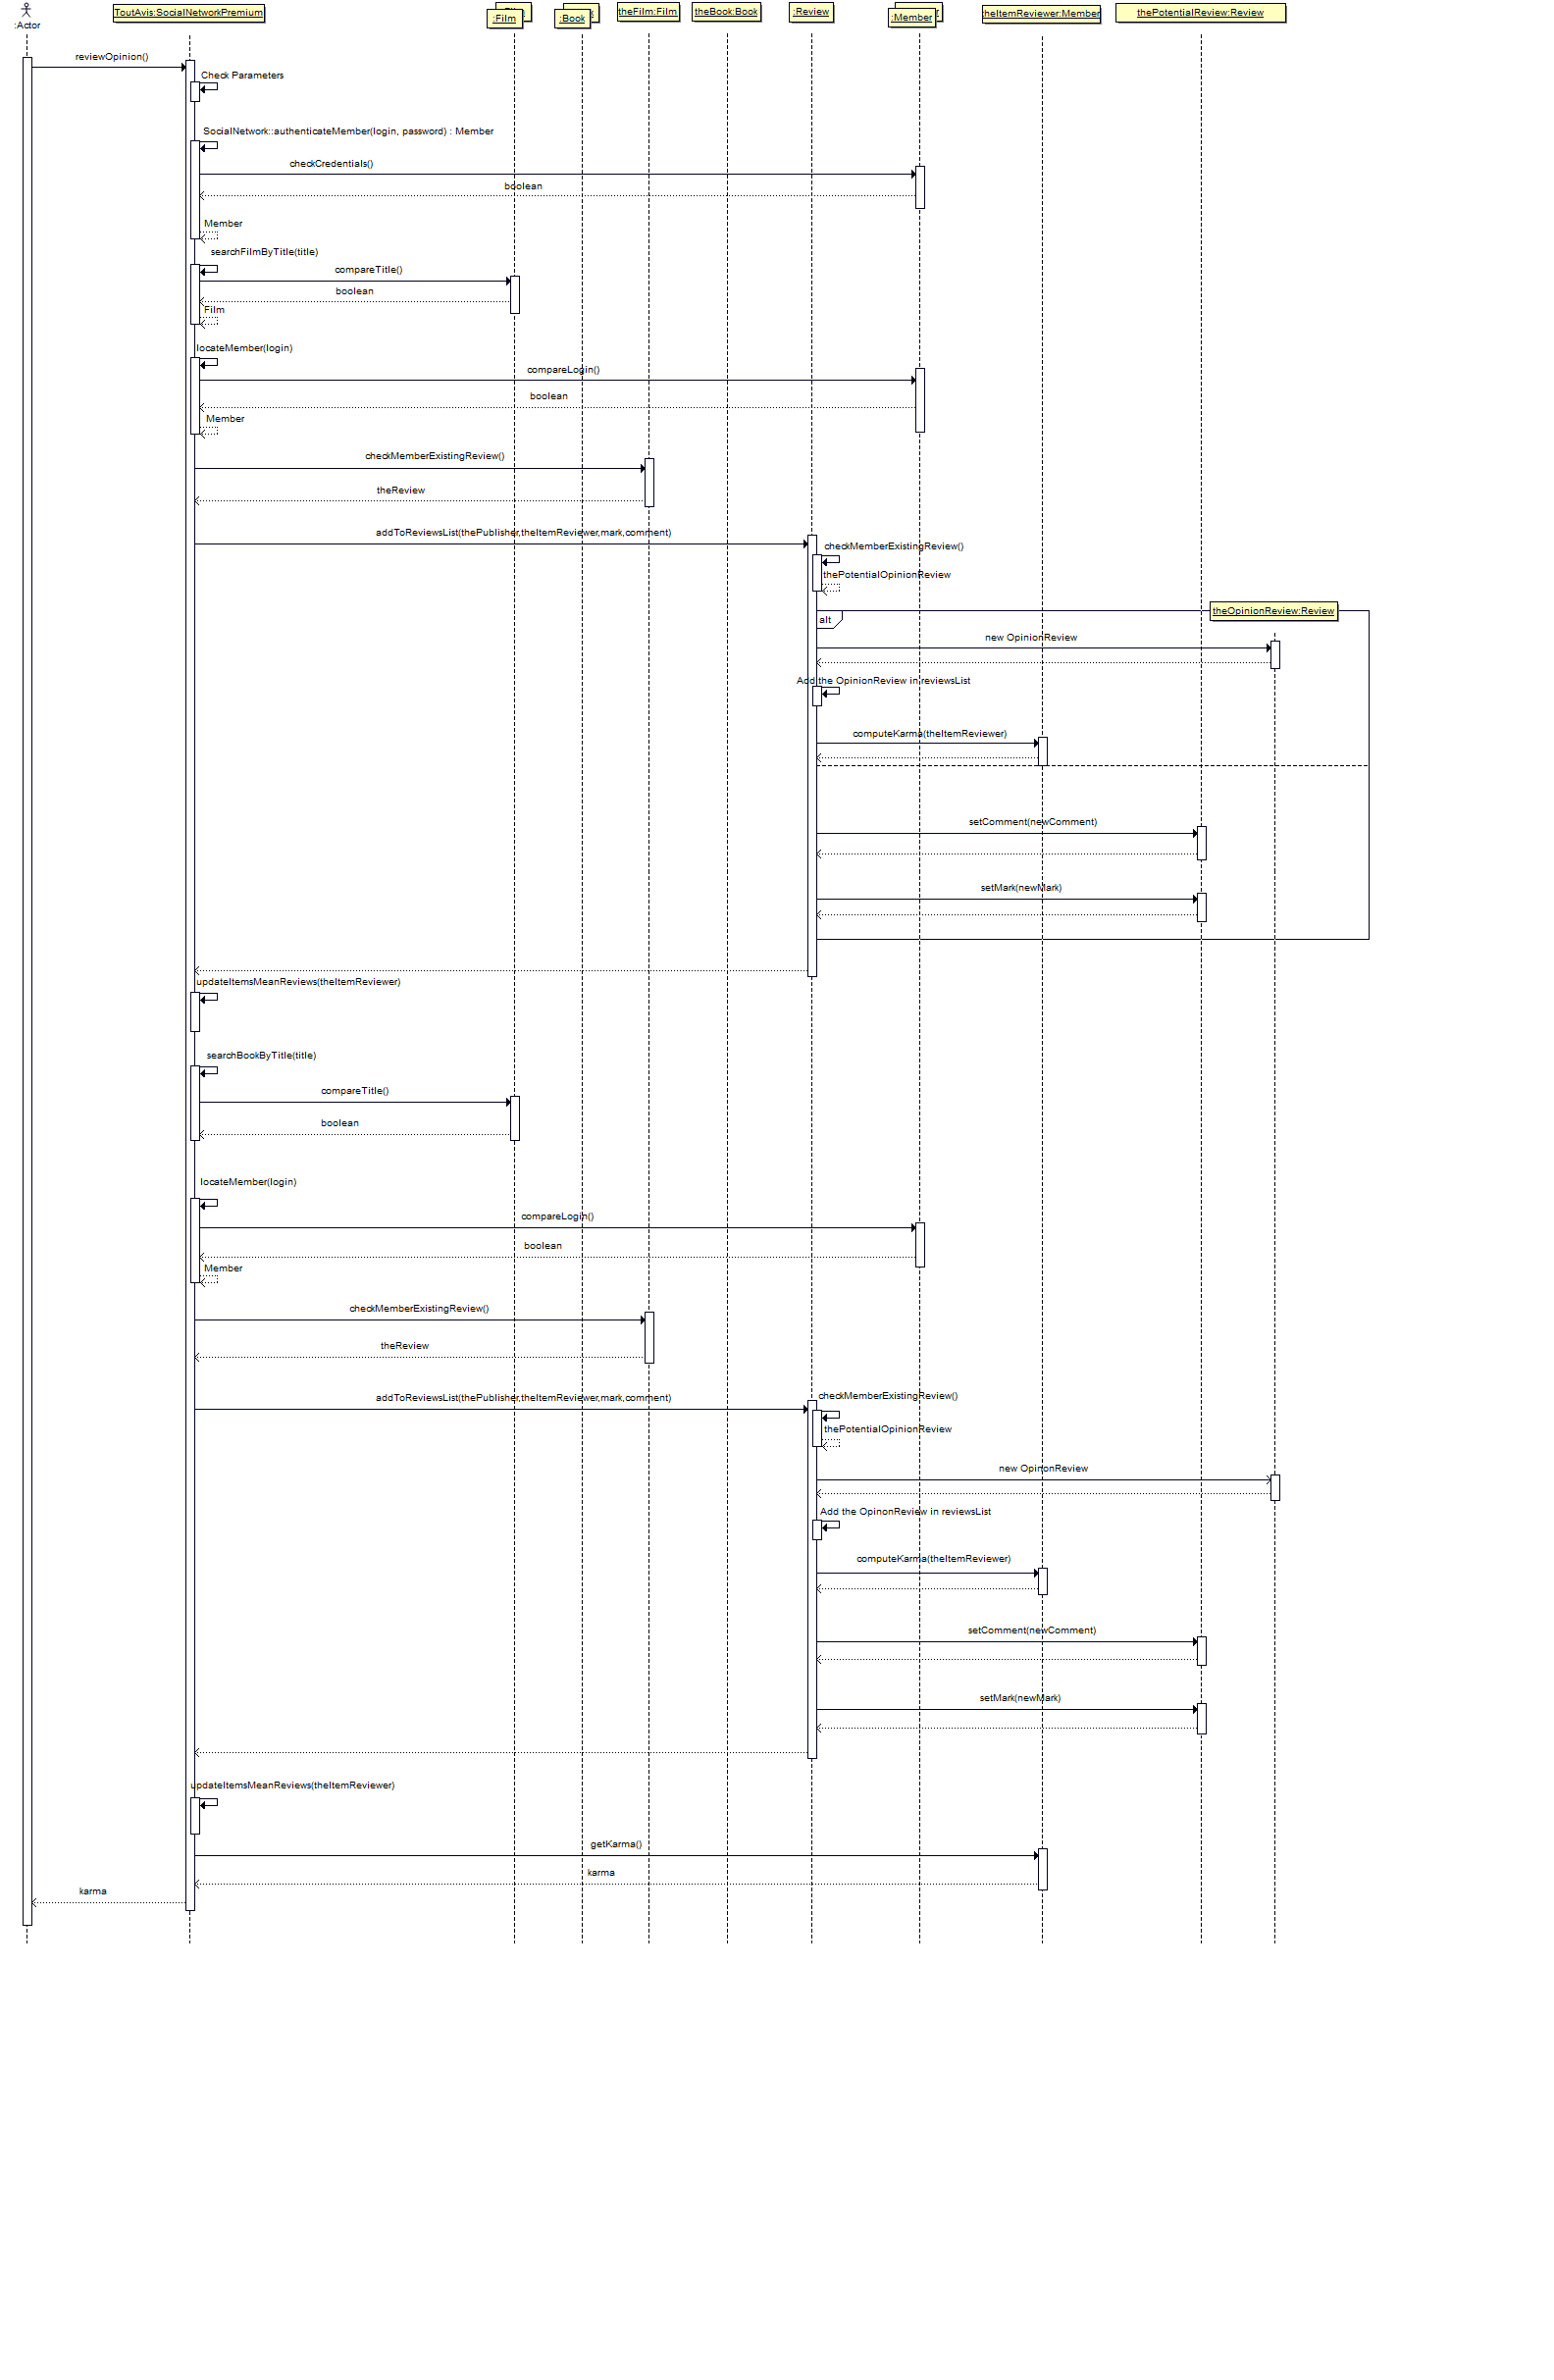 :Actor
ToutAvis:SocialNetworkPremium
:Film
:Book
theFilm:Film
theBook:Book
:Review
:Member
theItemReviewer:Member
thePotentialReview:Review
reviewOpinion()
Check Parameters
SocialNetwork::authenticateMember(login, password) : Member
checkCredentials()
boolean
Member
searchFilmByTitle(title)
compareTitle()
boolean
Film
locateMember(login)
compareLogin()
boolean
Member
checkMemberExistingReview()
theReview
addToReviewsList(thePublisher,theItemReviewer,mark,comment)
checkMemberExistingReview()
thePotentialOpinionReview
theOpinionReview:Review
alt
new OpinionReview
Add the OpinionReview in reviewsList
computeKarma(theItemReviewer)
setComment(newComment)
setMark(newMark)
updateItemsMeanReviews(theItemReviewer)
searchBookByTitle(title)
compareTitle()
boolean
locateMember(login)
compareLogin()
boolean
Member
checkMemberExistingReview()
theReview
addToReviewsList(thePublisher,theItemReviewer,mark,comment)
checkMemberExistingReview()
thePotentialOpinionReview
new OpinonReview
Add the OpinonReview in reviewsList
computeKarma(theItemReviewer)
setComment(newComment)
setMark(newMark)
updateItemsMeanReviews(theItemReviewer)
getKarma()
karma
karma